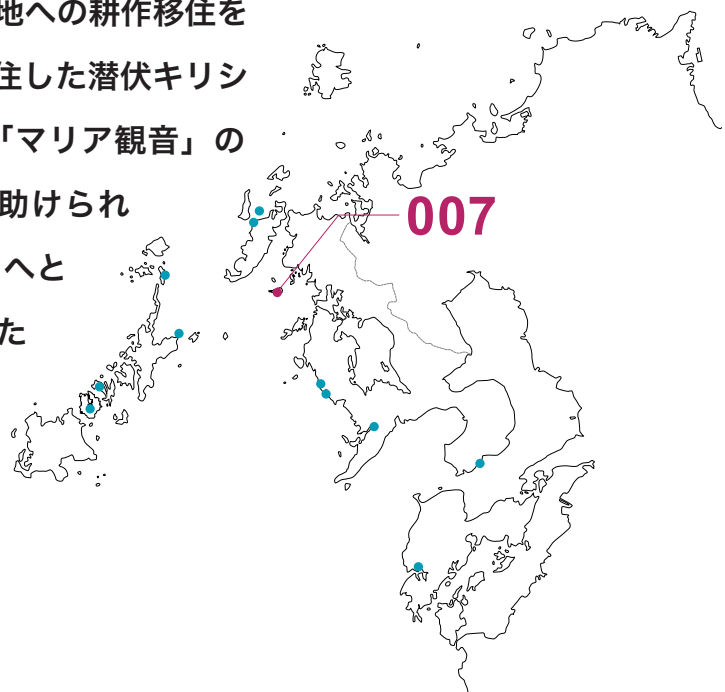 地への耕作移住を
住した潜伏キリシ
「マリア観音」の
助けられ
へと
た
007